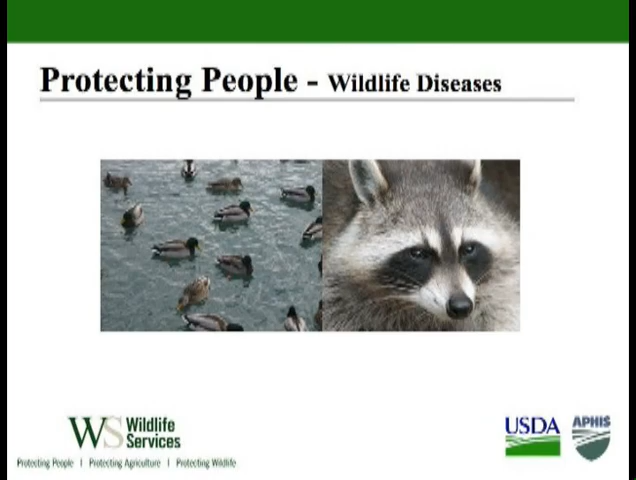 Protecting People - Wildlife Diseases
WS Wildlife Services
Protecting People | Protecting Agriculture | Protecting Wildlife
USDA
APHIS